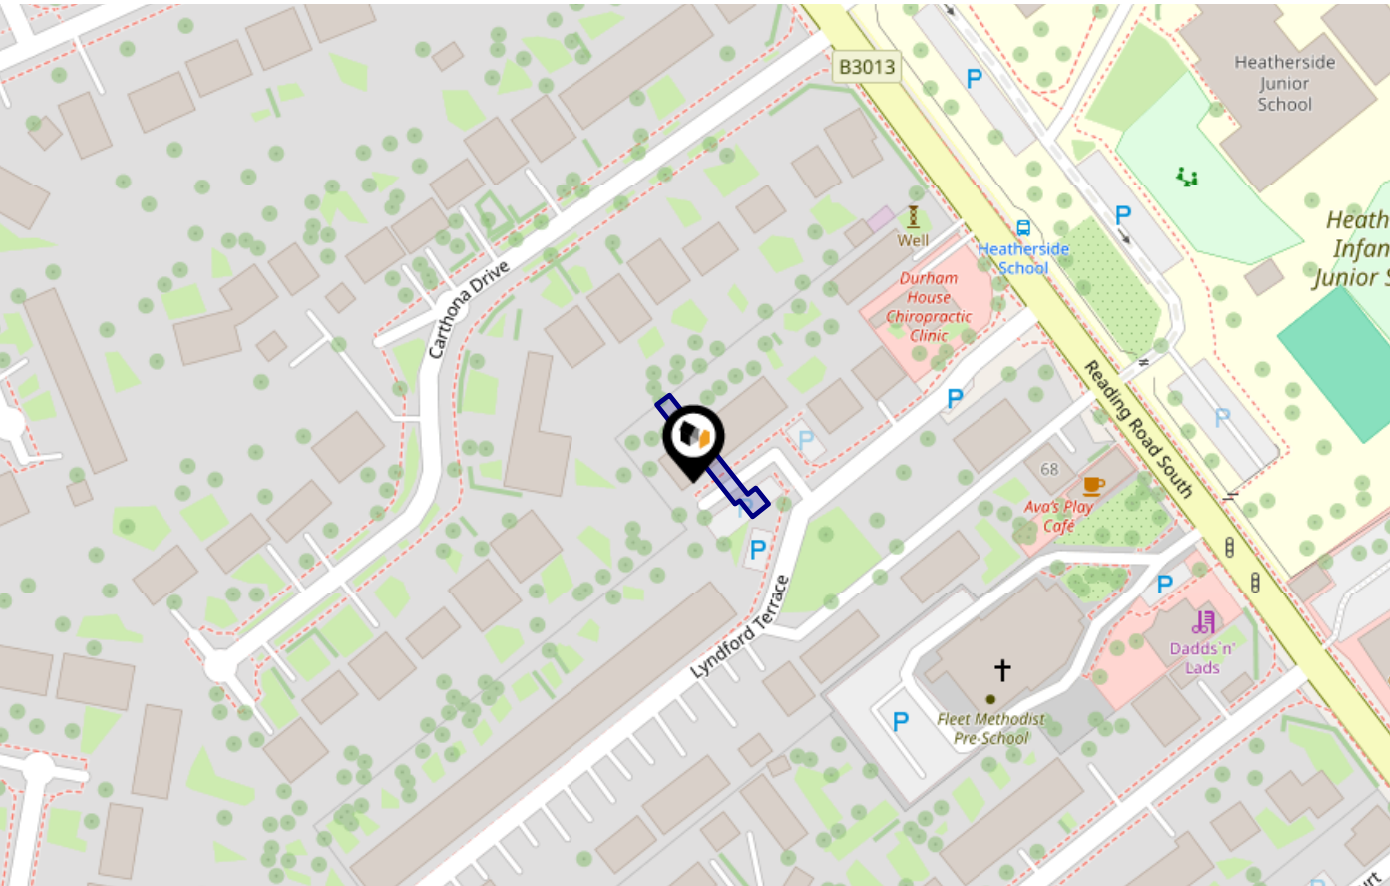 B3013
P
Heatherside
Junior
School
P
Well
Heatherside
School
Heath
Infan
Junior S
Durham
House
Chiropractic
Clinic
Carthona Drive
P
Reading Road South
P
P
68
Ava's Play
Café
P
P
P
Lyndford Terrace
Dadds'n'
Lads
P
Fleet Methodist
Pre-School
P
urt